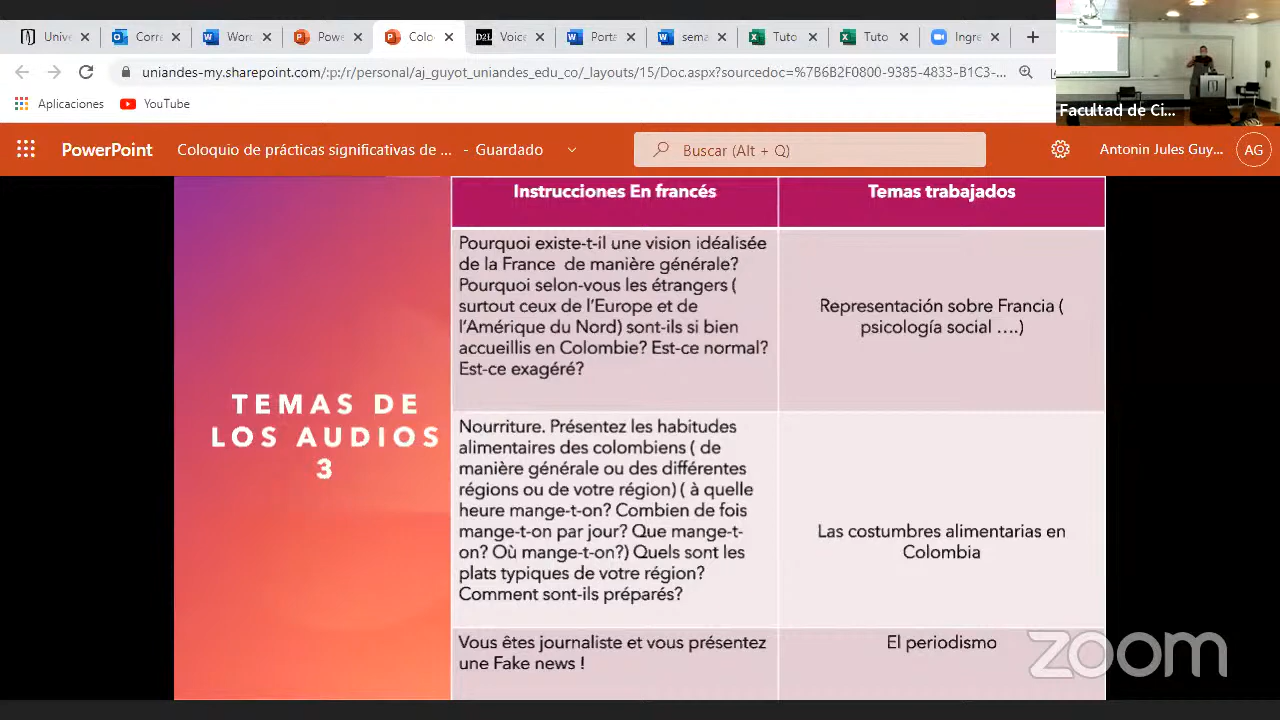 Unive
Corre
Word
Powe
Con
D2L
Voice
Porta
sema
Tuto
Tuto
Ingre
uniandes-my.sharepoint.com/:p:/r/personal/aj_guyot_uniandes_edu_co/_layouts/15/Doc.aspx?sourcedoc=%7B6B2F0800-9385-4833-B1C3-...
Aplicaciones
YouTube
Facultad de Ci...
PowerPoint
Coloquio de prácticas significativas de ... - Guardado
Buscar (Alt + Q)
Antonin Jules Guy...
AG
TEMAS DE
LOS AUDIOS
3
Instrucciones En francés
Temas trabajados
Pourquoi existe-t-il une vision idéalisée
de la France de manière générale?
Pourquoi selon-vous les étrangers (
surtout ceux de l'Europe et de
l'Amérique du Nord) sont-ils si bien
accueillis en Colombie? Est-ce normal?
Est-ce exagéré?
Representación sobre Francia (
psicología social ....)
Nourriture. Présentez les habitudes
alimentaires des colombiens ( de
manière générale ou des différentes
régions ou de votre région) ( à quelle
heure mange-t-on? Combien de fois
mange-t-on par jour? Que mange-t-
on? Où mange-t-on?) Quels sont les
plats typiques de votre région?
Comment sont-ils préparés?
Las costumbres alimentarias en
Colombia
Vous êtes journaliste et vous présentez
une Fake news !
El periodismo
zoom